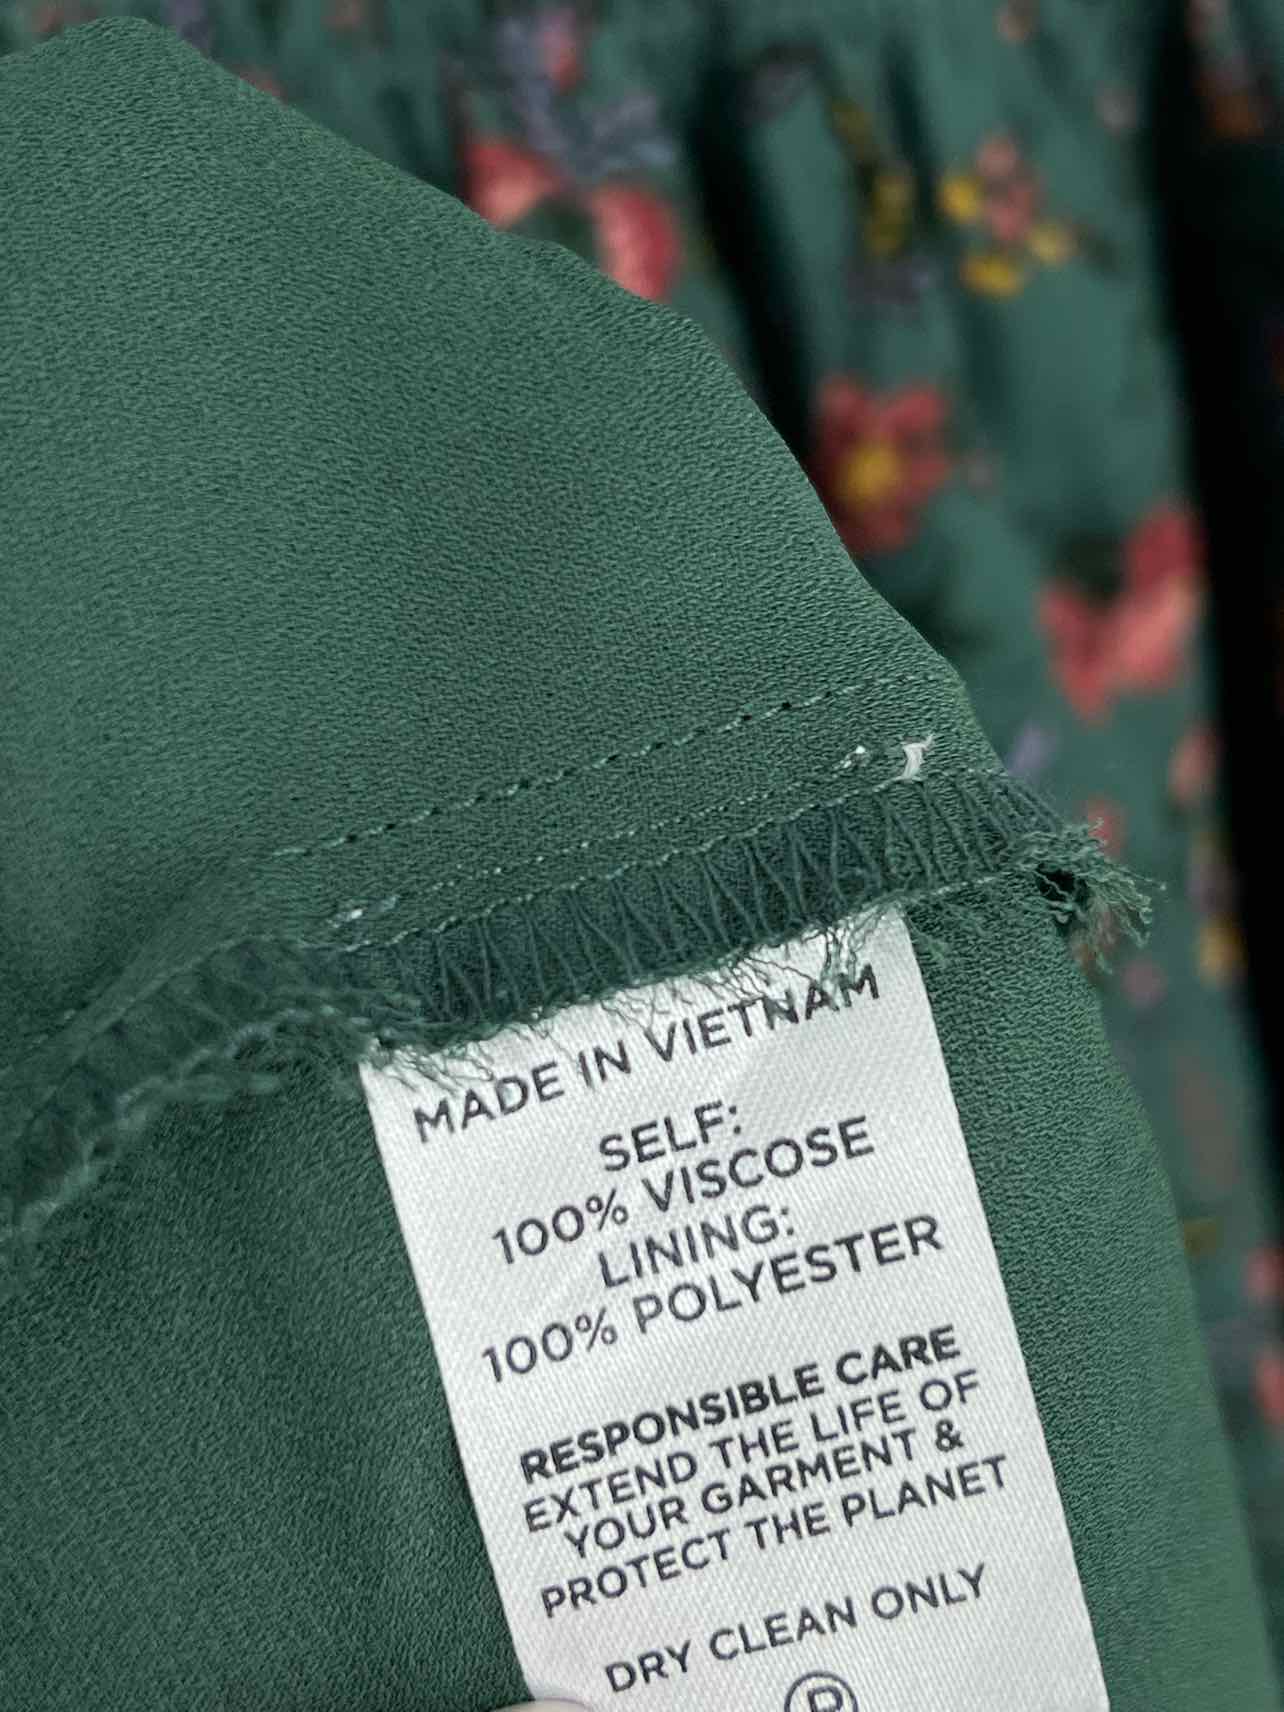 MADE IN VIETNAM
SELF:
100% VISCOSE
LINING:
100% POLYESTER
RESPONSIBLE CARE
EXTEND THE LIFE OF
YOUR GARMENT &
PROTECT THE PLANET
DRY CLEAN ONLY
P